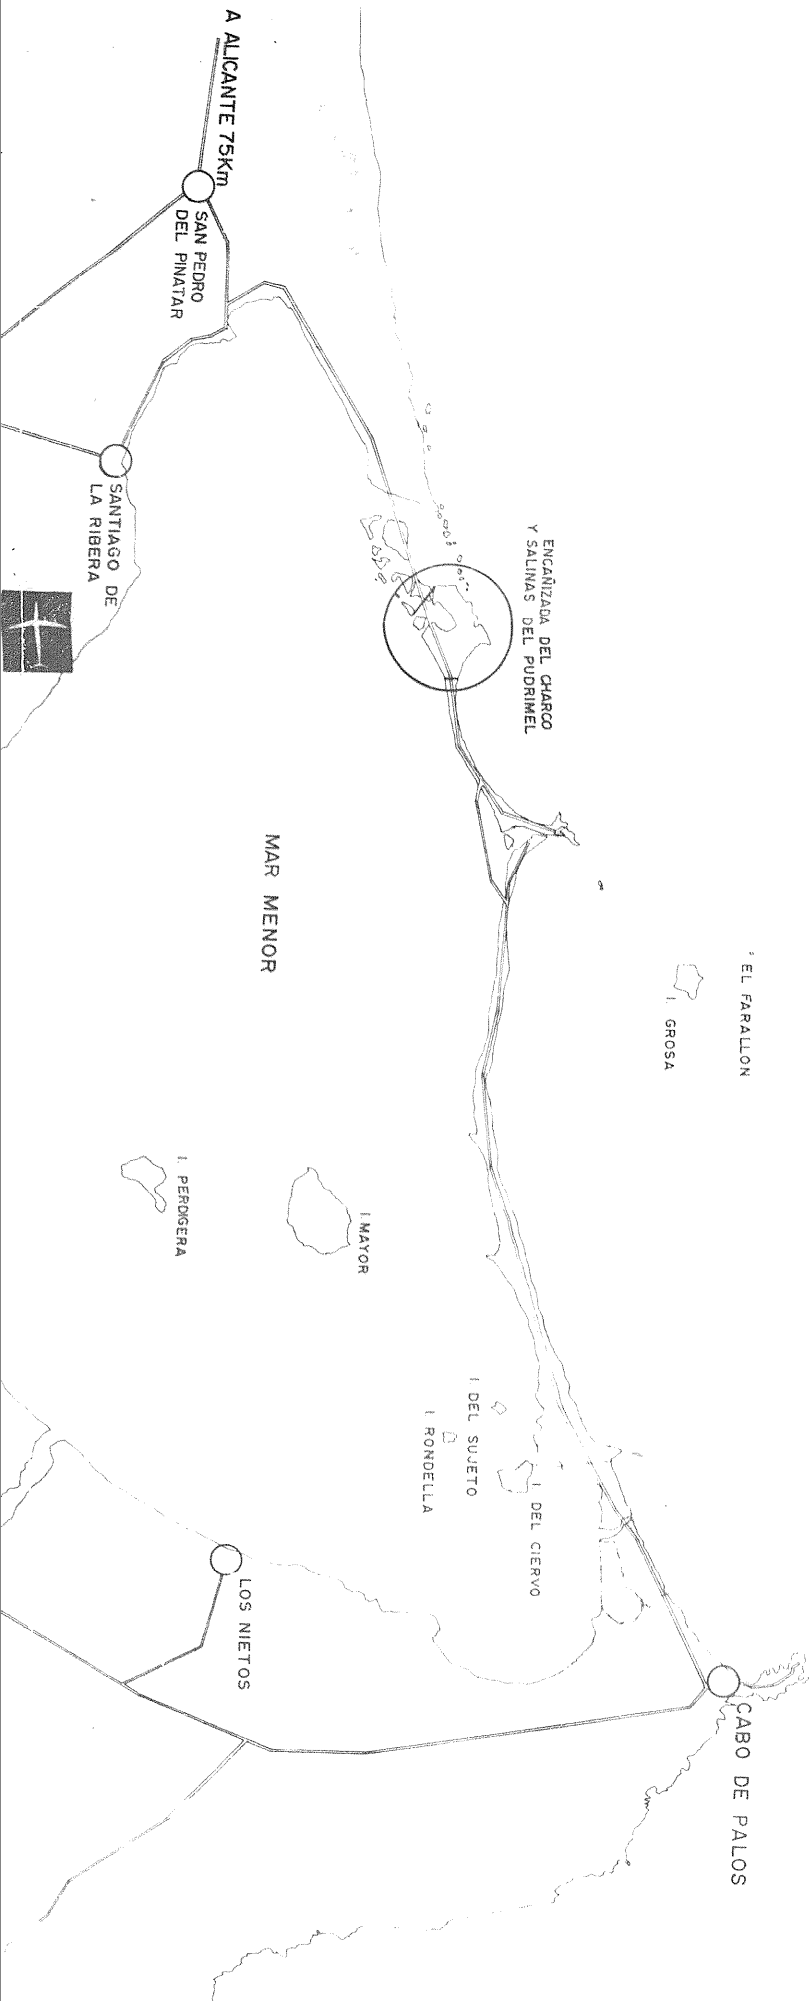 A ALICANTE 75Km
SAN PEDRO
DEL PINATAR
SANTIAGO DE
LA RIBERA
ENCAÑIZADA DEL CHARCO
Y SALINAS DEL PUDRIMEL
MAR MENOR
EL FARALLON
I. GROSA
I. PERDIGERA
I. MAYOR
I. DEL SUJETO
I. RONDELLA
I. DEL CIERVO
LOS NIETOS
CABO DE PALOS